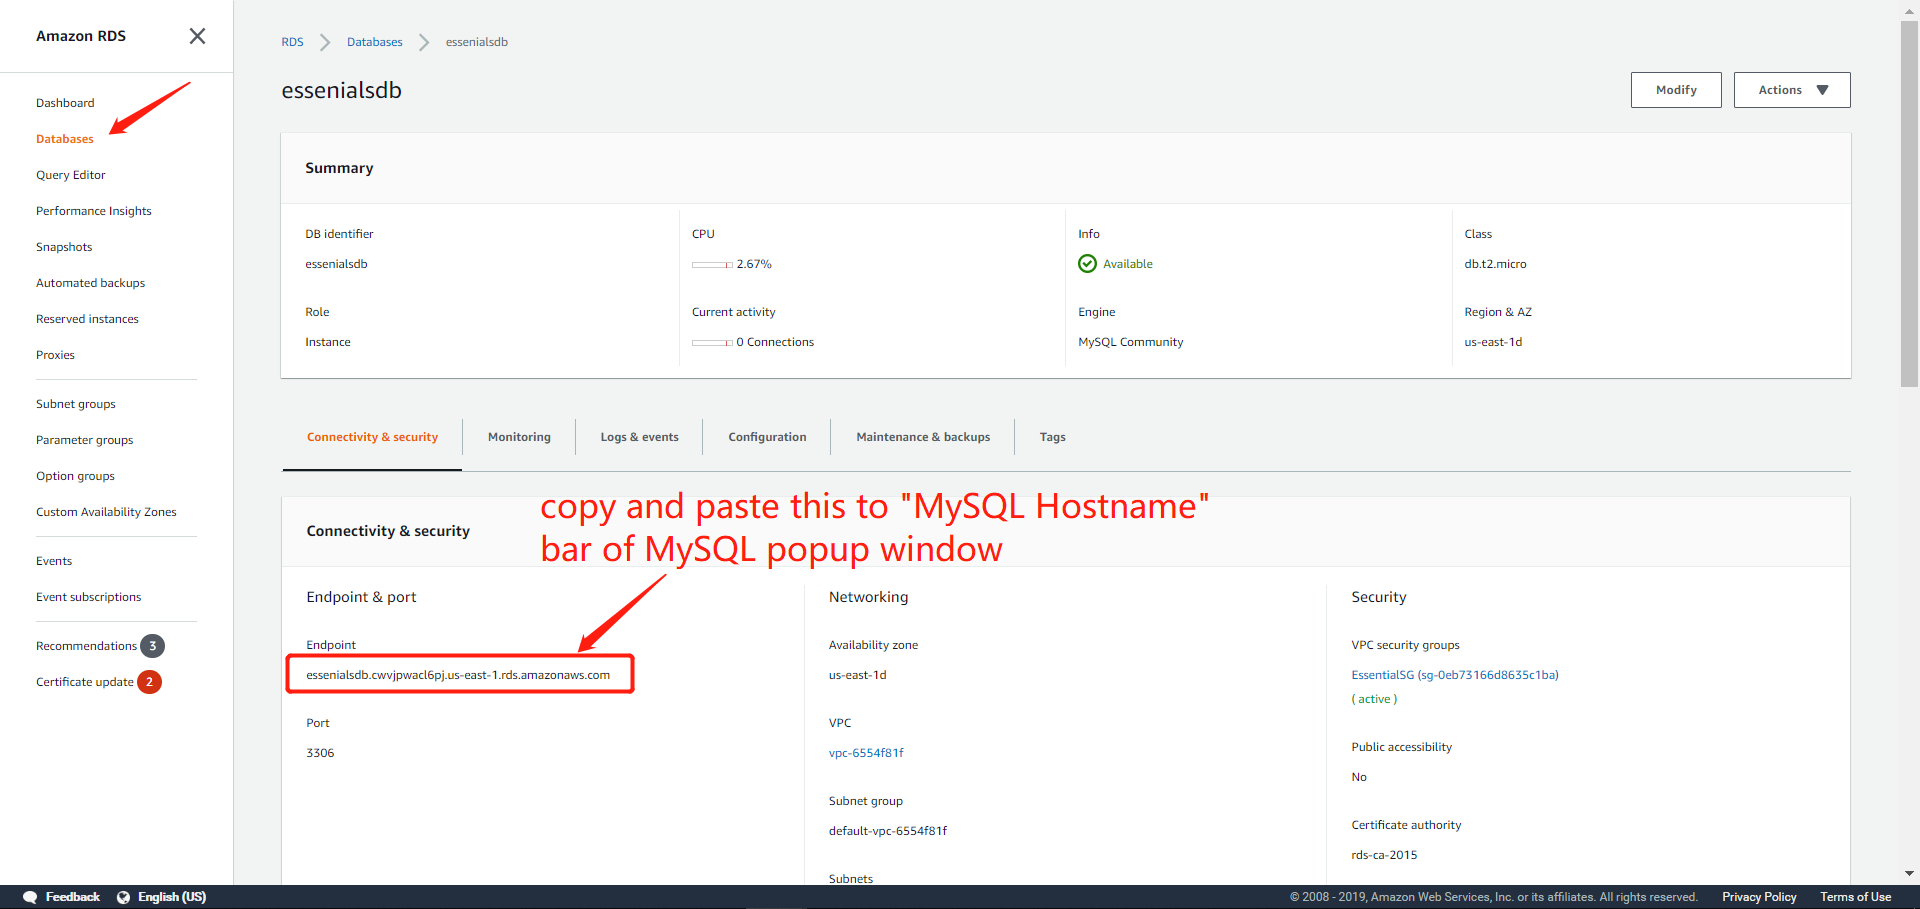 Amazon RDS
Dashboard
Databases
Query Editor
Performance Insights
Snapshots
Automated backups
Reserved instances
Proxies
Subnet groups
Parameter groups
Option groups
Custom Availability Zones
Events
Event subscriptions
Recommendations 3
Certificate update 2
RDS Databases essenialsdb
essenialsdb
Modify Actions
Summary
DB identifier
essenialsdb
CPU
2.67%
Info
Available
Class
db.t2.micro
Role
Instance
Current activity
0 Connections
Engine
MySQL Community
Region & AZ
us-east-1d
Connectivity & security Monitoring Logs & events Configuration Maintenance & backups Tags
copy and paste this to "MySQL Hostname"
bar of MySQL popup window
Connectivity & security
Endpoint & port
Endpoint
essenialsdb.cwvjpwacl6pj.us-east-1.rds.amazonaws.com
Port
3306
Networking
Availability zone
us-east-1d
VPC
vpc-6554f81f
Subnet group
default-vpc-6554f81f
Subnets
Security
VPC security groups
EssentialSG (sg-0eb73166d8635c1ba)
( active )
Public accessibility
No
Certificate authority
rds-ca-2015
Feedback English (US) © 2008 - 2019, Amazon Web Services, Inc. or its affiliates. All rights reserved. Privacy Policy Terms of Use